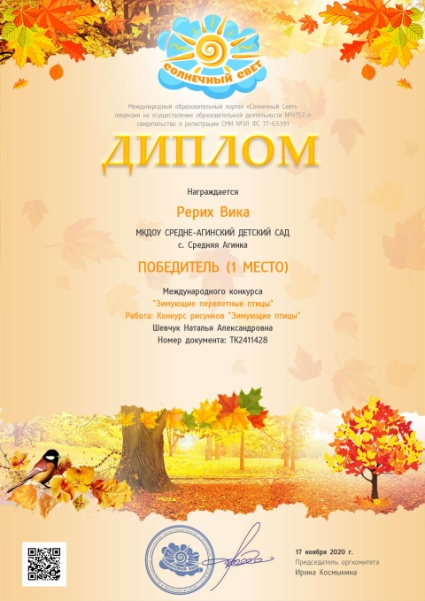 СОЛНЕЧНЫЙ СВЕТ
Международный образовательный портал «Солнечный Свет»
лицензия на осуществление образовательной деятельности №9757-л
свидетельство о регистрации СМИ №ЭЛ ФС 77-65391
ДИПЛОМ
Награждается
Рерих Вика
МКДОУ СРЕДНЕ-АГИНСКИЙ ДЕТСКИЙ САД
с. Средняя Агинка
ПОБЕДИТЕЛЬ (1 МЕСТО)
Международного конкурса
"Зимующие перелетные птицы"
Работа: Конкурс рисунков "Зимующие птицы"
Шевчук Наталья Александровна
Номер документа: ТК2411428
17 ноября 2020 г.
Председатель оргкомитета
Ирина Космынина